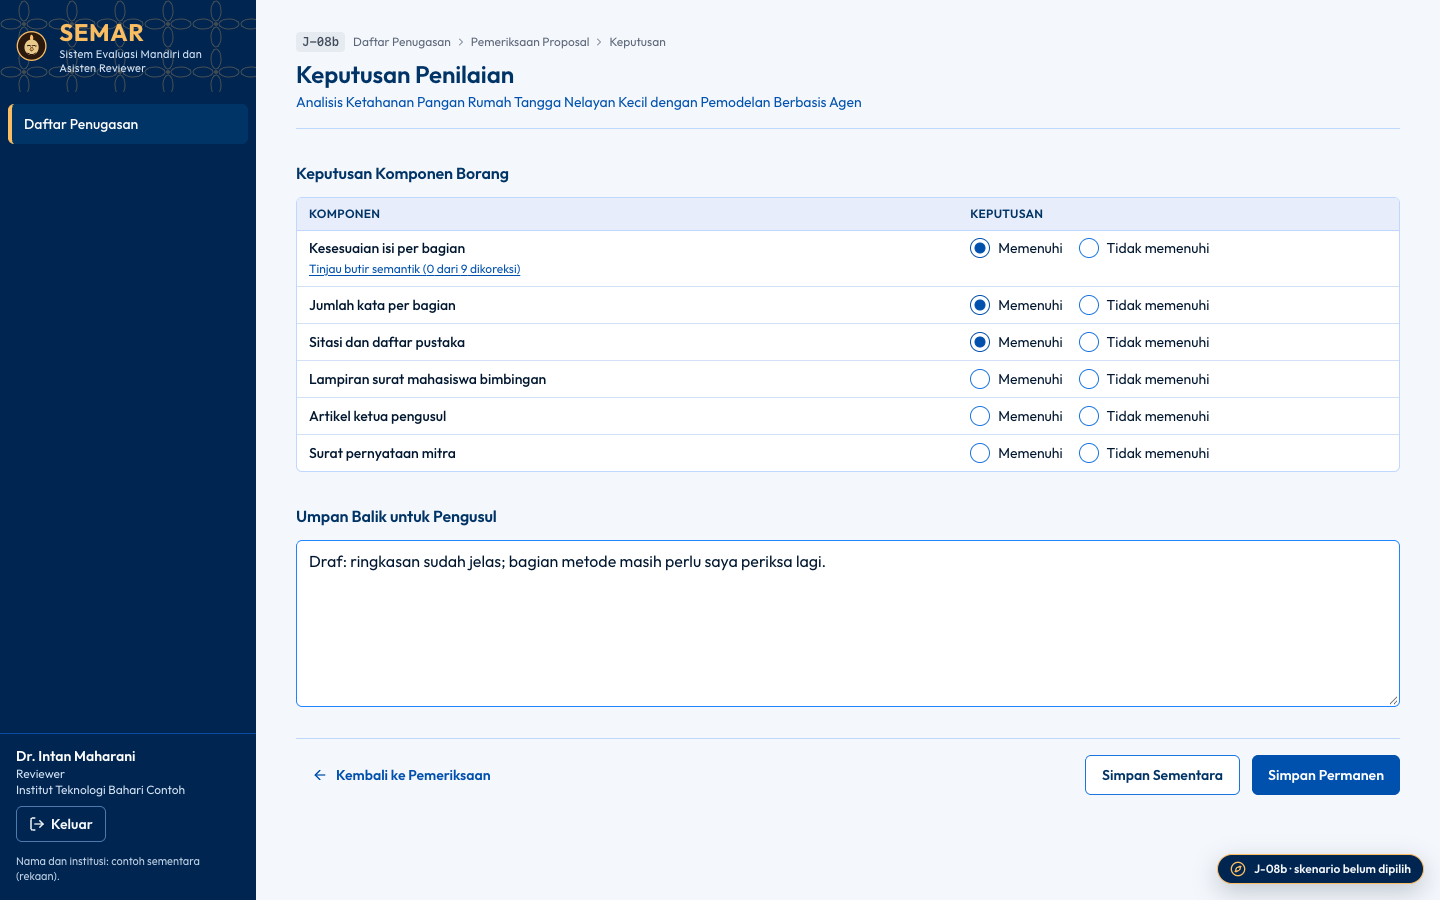 SEMAR
Sistem Evaluasi Mandiri dan
Asisten Reviewer
Daftar Penugasan
Dr. Intan Maharani
Reviewer
Institut Teknologi Bahari Contoh
Keluar
Nama dan institusi: contoh sementara
(rekaan).
J-08b Daftar Penugasan > Pemeriksaan Proposal > Keputusan
Keputusan Penilaian
Analisis Ketahanan Pangan Rumah Tangga Nelayan Kecil dengan Pemodelan Berbasis Agen
Keputusan Komponen Borang
KOMPONEN KEPUTUSAN
Kesesuaian isi per bagian Memenuhi Tidak memenuhi
Tinjau butir semantik (0 dari 9 dikoreksi)
Jumlah kata per bagian Memenuhi Tidak memenuhi
Sitasi dan daftar pustaka Memenuhi Tidak memenuhi
Lampiran surat mahasiswa bimbingan Memenuhi Tidak memenuhi
Artikel ketua pengusul Memenuhi Tidak memenuhi
Surat pernyataan mitra Memenuhi Tidak memenuhi
Umpan Balik untuk Pengusul
Draf: ringkasan sudah jelas; bagian metode masih perlu saya periksa lagi.
← Kembali ke Pemeriksaan Simpan Sementara Simpan Permanen
J-08b · skenario belum dipilih